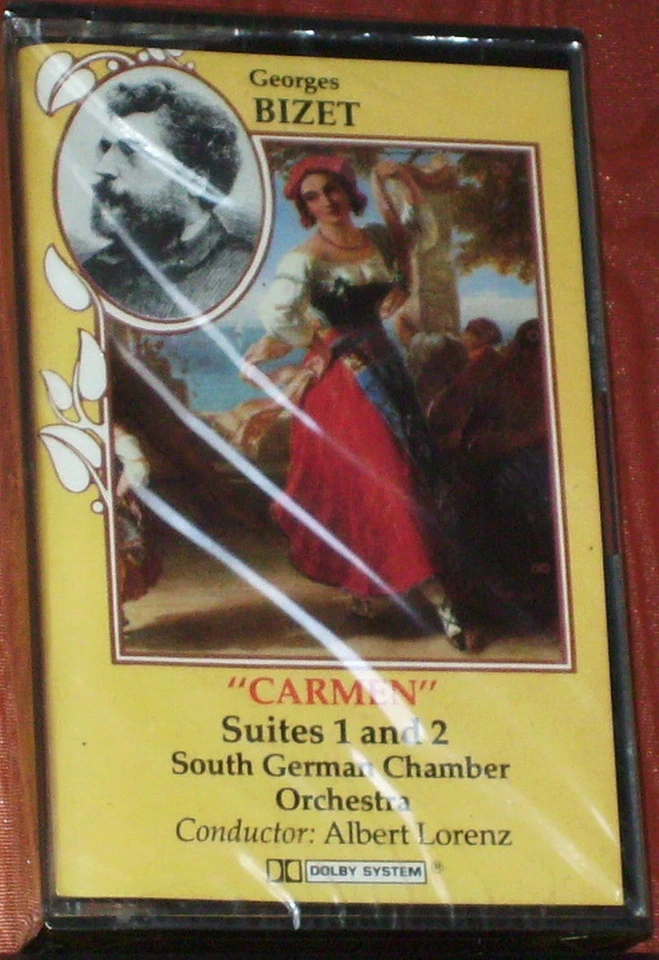 Georges
BIZET
"CARMEN"
Suites 1 and 2
South German Chamber
Orchestra
Conductor: Albert Lorenz
DOLBY SYSTEM ®